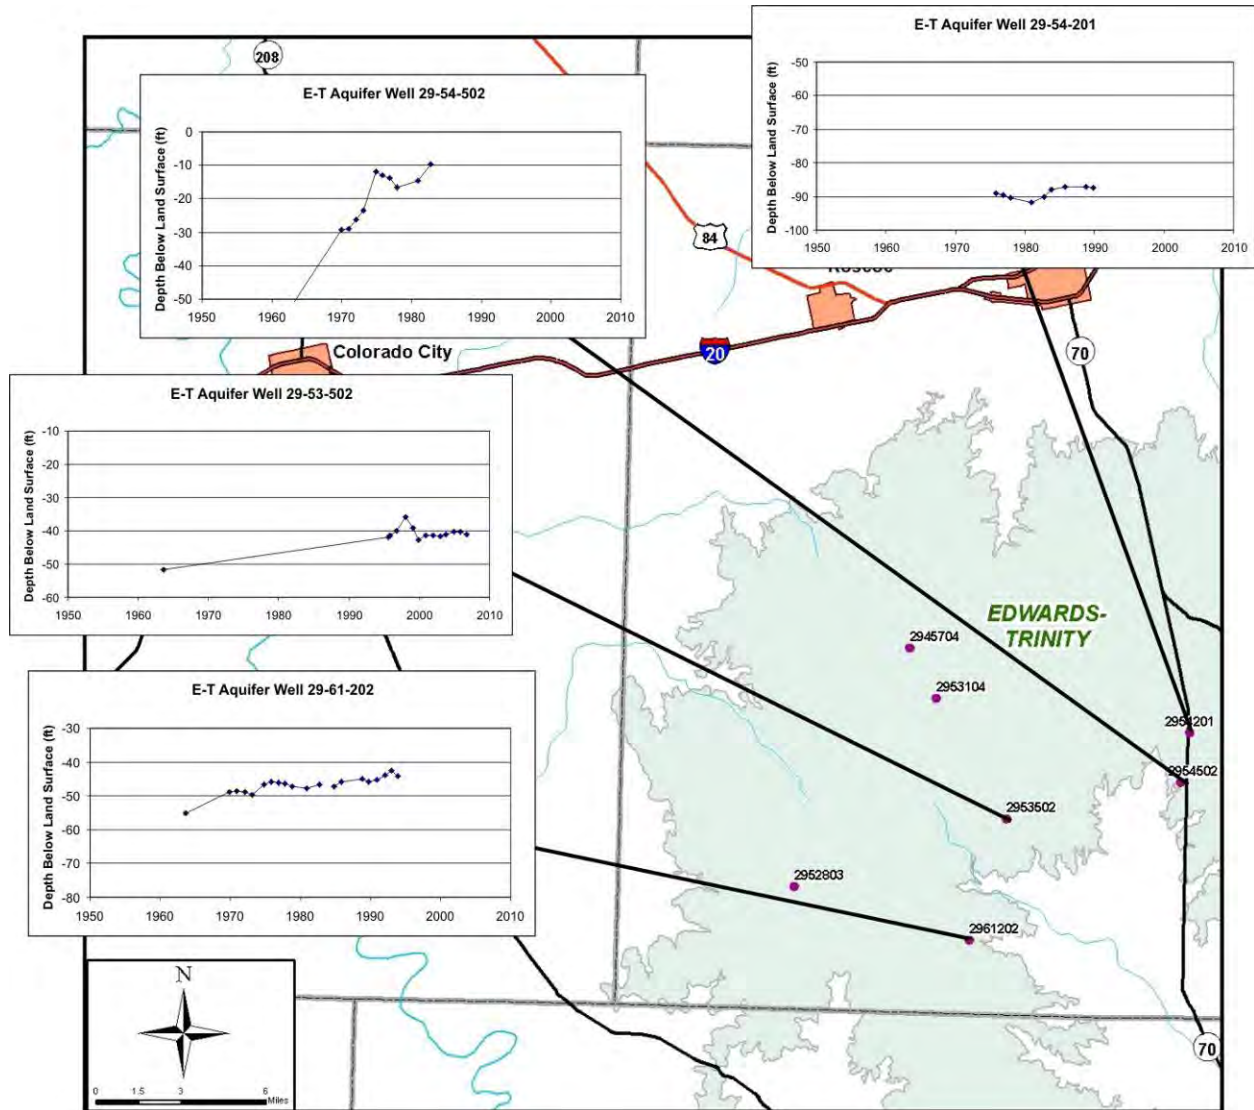 208
E-T Aquifer Well 29-54-201
Depth Below Land Surface (ft)
-50
-60
-70
-80
-90
-100
1950 1960 1970 1980 1990 2000 2010
E-T Aquifer Well 29-54-502
Depth Below Land Surface (ft)
0
-10
-20
-30
-40
-50
1950 1960 1970 1980 1990 2000 2010
84
Roscoe
20
70
Colorado City
E-T Aquifer Well 29-53-502
Depth Below Land Surface (ft)
-10
-20
-30
-40
-50
-60
1950 1960 1970 1980 1990 2000 2010
EDWARDS-
TRINITY
2945704
2953104
2954201
2954502
2953502
2952803
2961202
E-T Aquifer Well 29-61-202
Depth Below Land Surface (ft)
-30
-40
-50
-60
-70
-80
1950 1960 1970 1980 1990 2000 2010
N
0 1.5 3 6
Miles
70